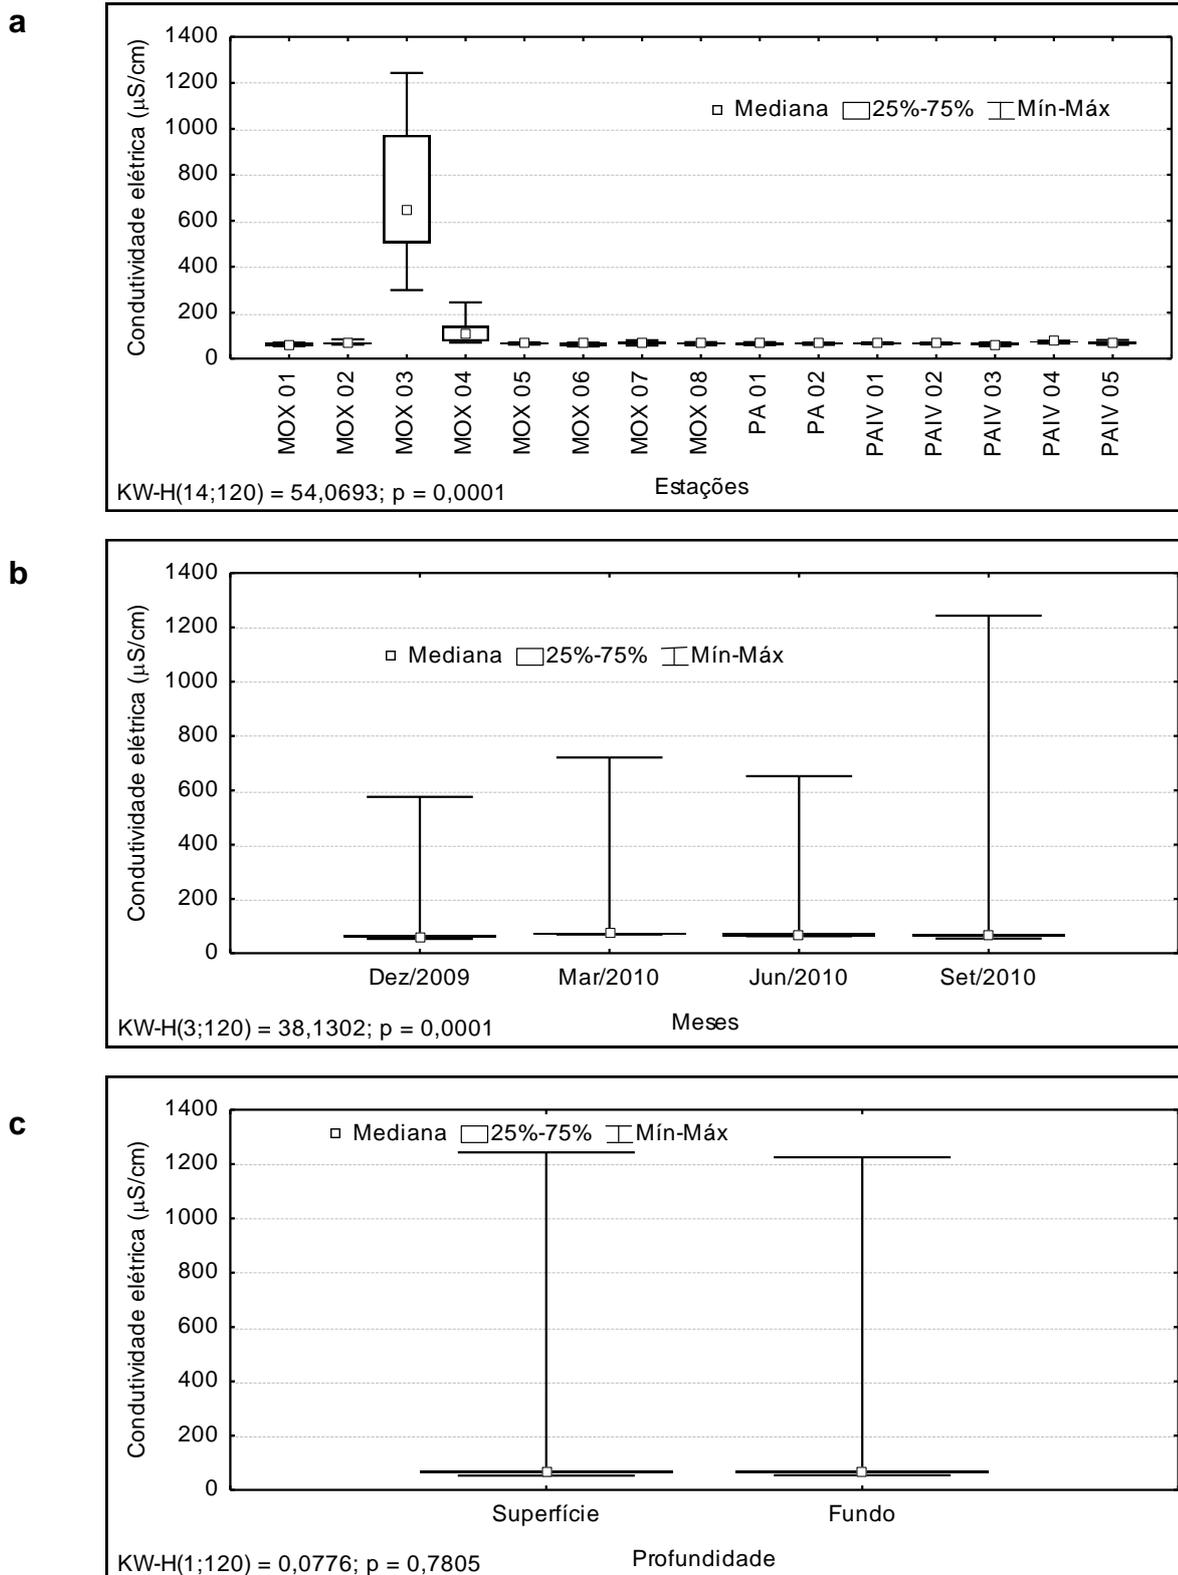 a
Condutividade elétrica (µS/cm)
1400
1200
1000
800
600
400
200
0
Mediana 25%-75% Mín-Máx
MOX 01
MOX 02
MOX 03
MOX 04
MOX 05
MOX 06
MOX 07
MOX 08
PA 01
PA 02
PAIV 01
PAIV 02
PAIV 03
PAIV 04
PAIV 05
Estações
KW-H(14;120) = 54,0693; p = 0,0001
b
Condutividade elétrica (µS/cm)
1400
1200
1000
800
600
400
200
0
Mediana 25%-75% Mín-Máx
Dez/2009 Mar/2010 Jun/2010 Set/2010
Meses
KW-H(3;120) = 38,1302; p = 0,0001
c
Condutividade elétrica (µS/cm)
1400
1200
1000
800
600
400
200
0
Mediana 25%-75% Mín-Máx
Superfície Fundo
Profundidade
KW-H(1;120) = 0,0776; p = 0,7805